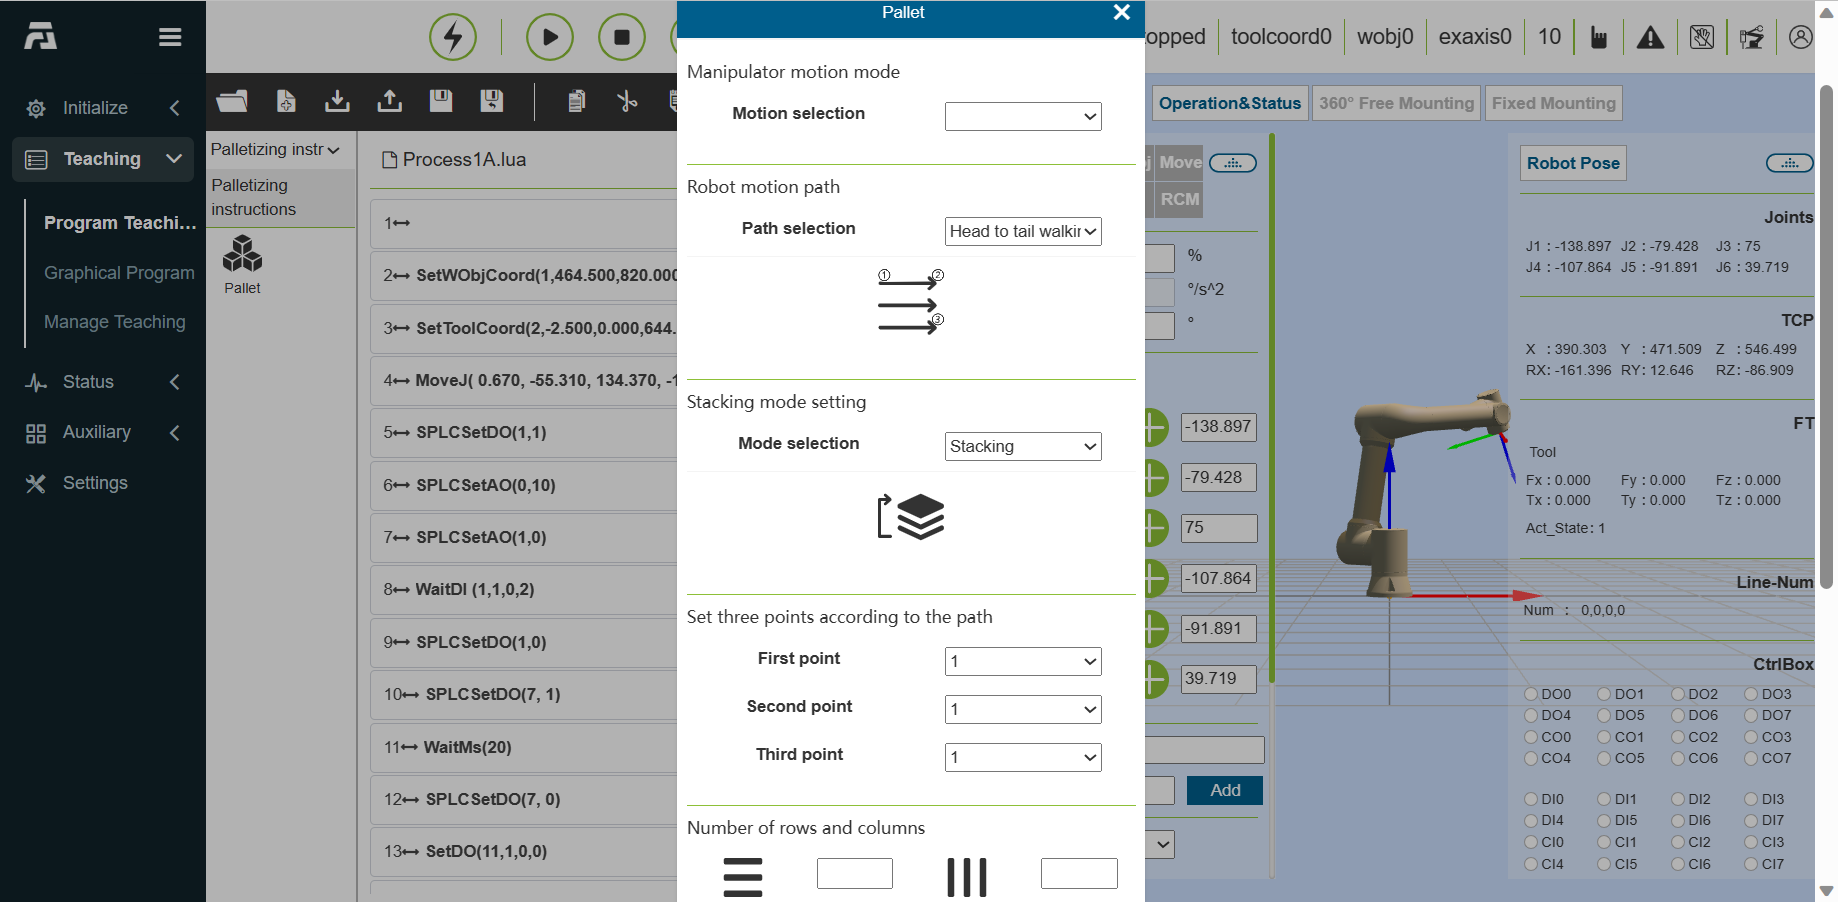 Pallet
opped
toolcoord0
wobj0
exaxis0
10
Initialize
Teaching
Program Teachi...
Graphical Program
Manage Teaching
Status
Auxiliary
Settings
Palletizing instr
Palletizing
instructions
Pallet
Process1A.lua
1
2 SetWObjCoord(1,464.500,820.000
3 SetToolCoord(2,-2.500,0.000,644.
4 MoveJ( 0.670, -55.310, 134.370, -1
5 SPLCSetDO(1,1)
6 SPLCSetAO(0,10)
7 SPLCSetAO(1,0)
8 WaitDI (1,1,0,2)
9 SPLCSetDO(1,0)
10 SPLCSetDO(7, 1)
11 WaitMs(20)
12 SPLCSetDO(7, 0)
13 SetDO(11,1,0,0)
Manipulator motion mode
Motion selection
Robot motion path
Path selection
Head to tail walkir
1 2
3
Stacking mode setting
Mode selection
Stacking
Set three points according to the path
First point
1
Second point
1
Third point
1
Number of rows and columns
Operation&Status
360° Free Mounting
Fixed Mounting
Move
RCM
%
°/s^2
°
-138.897
-79.428
75
-107.864
-91.891
39.719
Add
Robot Pose
Joints
J1 : -138.897 J2 : -79.428 J3 : 75
J4 : -107.864 J5 : -91.891 J6 : 39.719
TCP
X : 390.303 Y : 471.509 Z : 546.499
RX: -161.396 RY: 12.646 RZ: -86.909
FT
Tool
Fx : 0.000 Fy : 0.000 Fz : 0.000
Tx : 0.000 Ty : 0.000 Tz : 0.000
Act_State: 1
Line-Num
Num : 0,0,0,0
CtrlBox
DO0 DO1 DO2 DO3
DO4 DO5 DO6 DO7
CO0 CO1 CO2 CO3
CO4 CO5 CO6 CO7
DI0 DI1 DI2 DI3
DI4 DI5 DI6 DI7
CI0 CI1 CI2 CI3
CI4 CI5 CI6 CI7